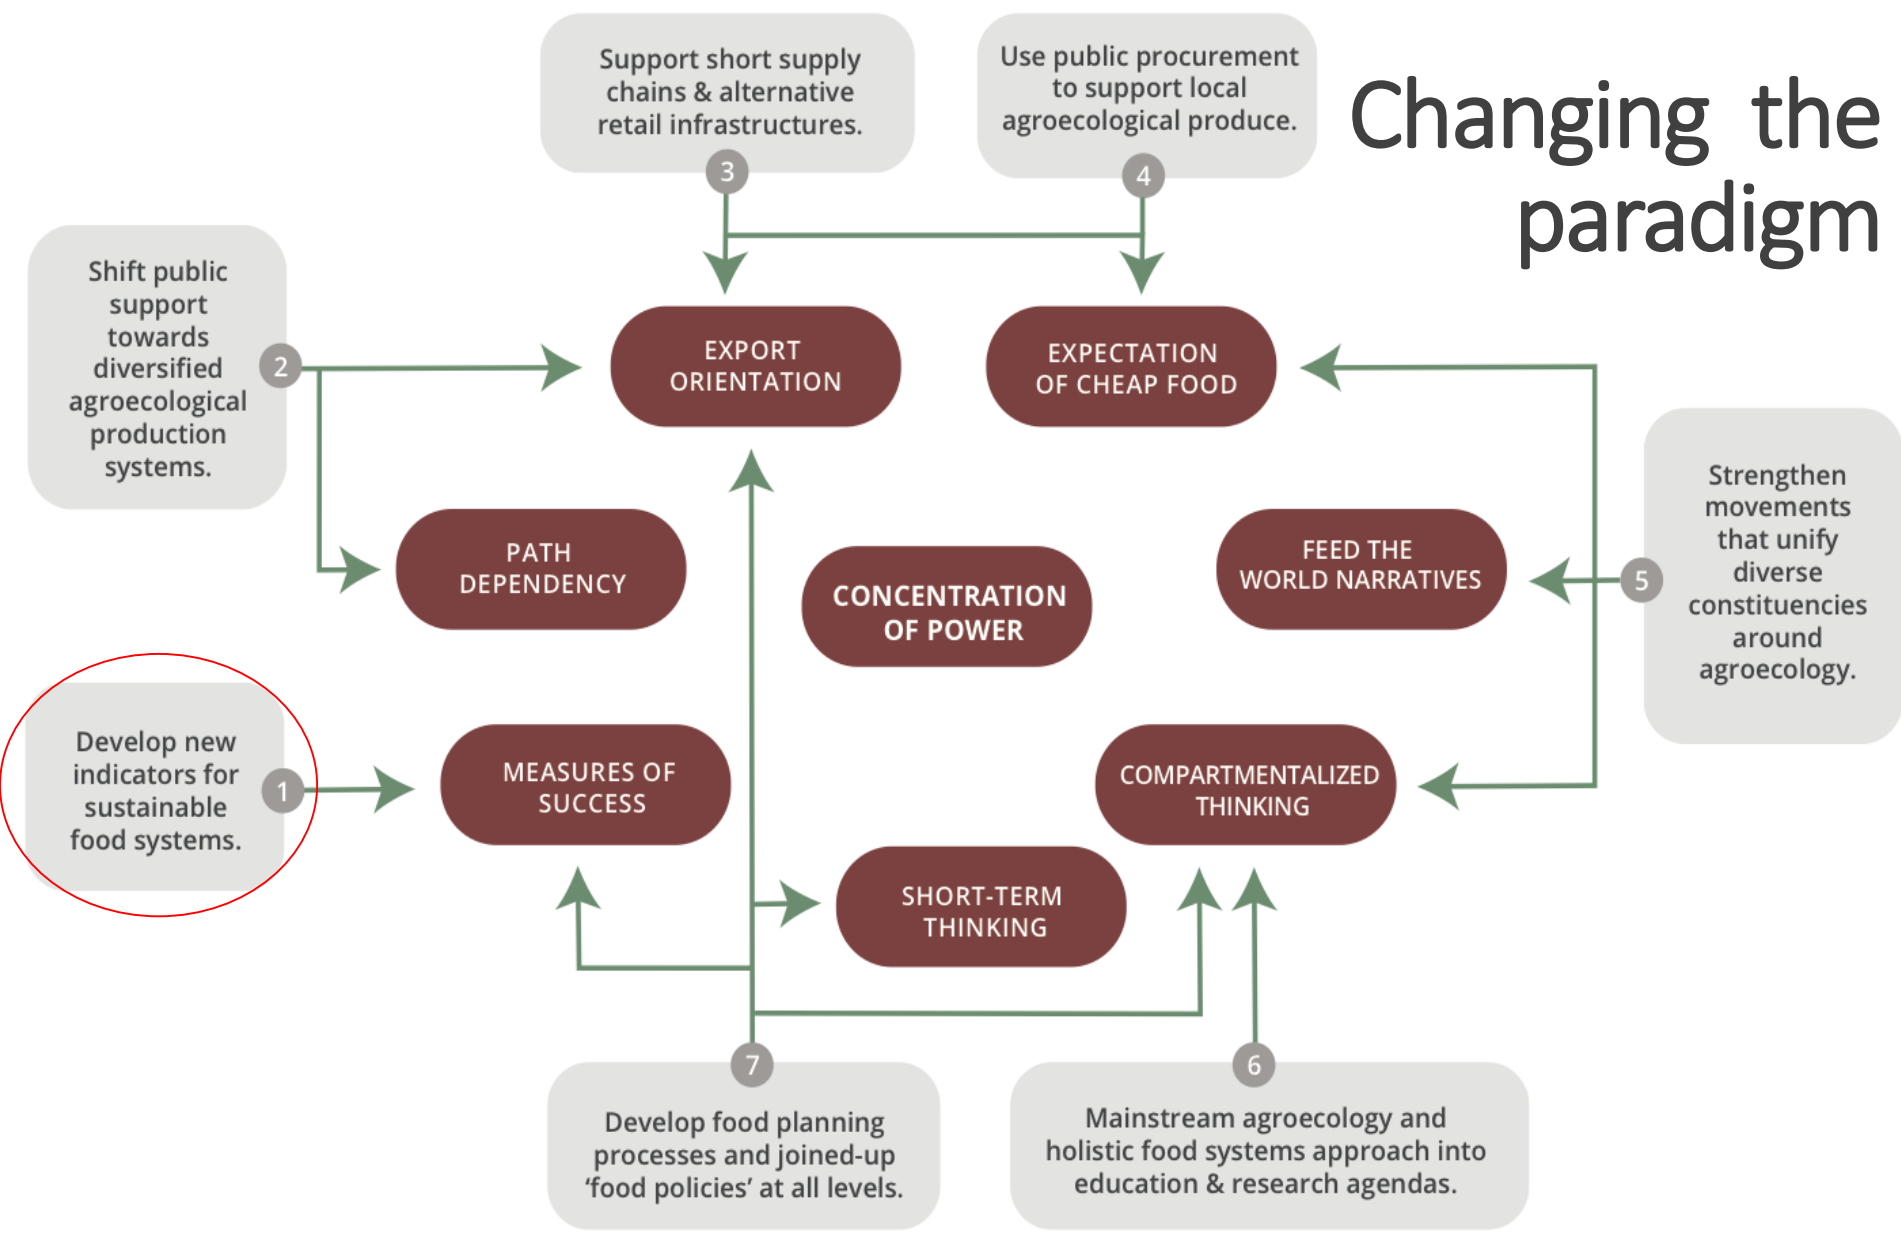 Changing the
paradigm
Support short supply
chains & alternative
retail infrastructures.
3
Use public procurement
to support local
agroecological produce.
4
Shift public
support
towards
diversified
agroecological
production
systems.
2
EXPORT
ORIENTATION
EXPECTATION
OF CHEAP FOOD
PATH
DEPENDENCY
CONCENTRATION
OF POWER
FEED THE
WORLD NARRATIVES
Strengthen
movements
that unify
diverse
constituencies
around
agroecology.
5
Develop new
indicators for
sustainable
food systems.
1
MEASURES OF
SUCCESS
COMPARTMENTALIZED
THINKING
SHORT-TERM
THINKING
7
Develop food planning
processes and joined-up
‘food policies’ at all levels.
6
Mainstream agroecology and
holistic food systems approach into
education & research agendas.